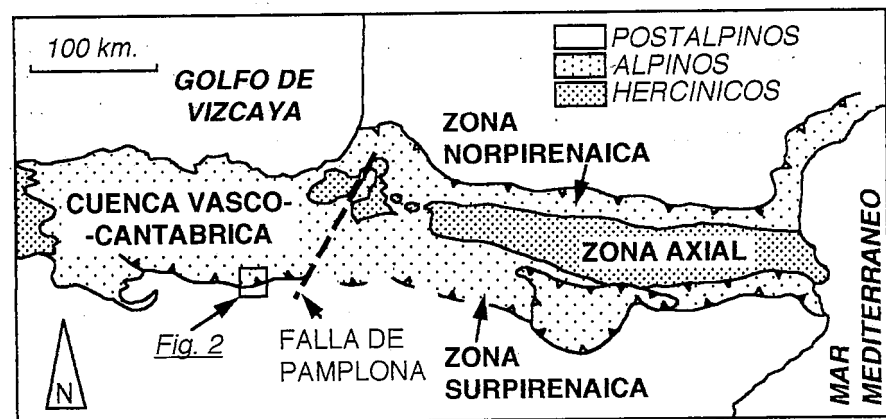 100 km.
GOLFO DE
VIZCAYA
POSTALPINOS
ALPINOS
HERCINICOS
ZONA
NORPIRENAICA
CUENCA VASCO-
-CANTABRICA
ZONA AXIAL
Fig. 2
FALLA DE
PAMPLONA
ZONA
SURPIRENAICA
MAR
MEDITERRANEO
N